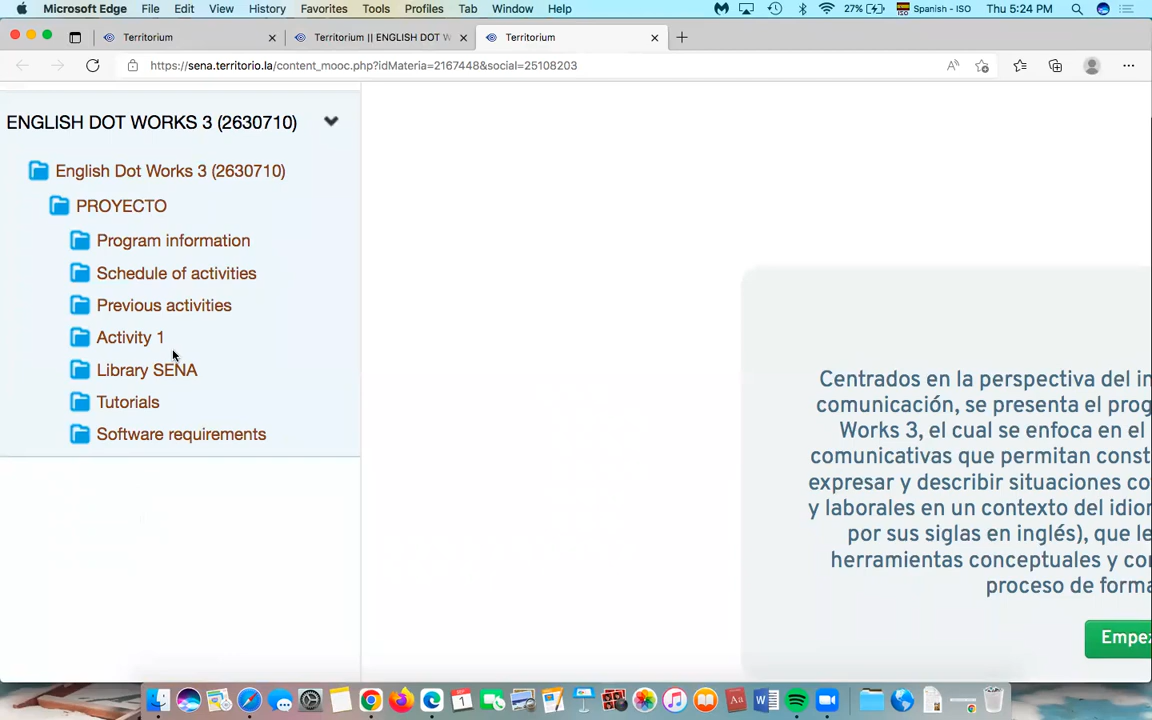 Microsoft Edge File Edit View History Favorites Tools Profiles Tab Window Help 27% Spanish - ISO Thu 5:24 PM
Territorium Territorium || ENGLISH DOT W Territorium
https://sena.territorio.la/content_mooc.php?idMateria=2167448&social=25108203
ENGLISH DOT WORKS 3 (2630710)
English Dot Works 3 (2630710)
PROYECTO
Program information
Schedule of activities
Previous activities
Activity 1
Library SENA
Tutorials
Software requirements
Centrados en la perspectiva del in
comunicación, se presenta el prog
Works 3, el cual se enfoca en el
comunicativas que permitan const
expresar y describir situaciones co
y laborales en un contexto del idior
por sus siglas en inglés), que le
herramientas conceptuales y co
proceso de forma
Empez